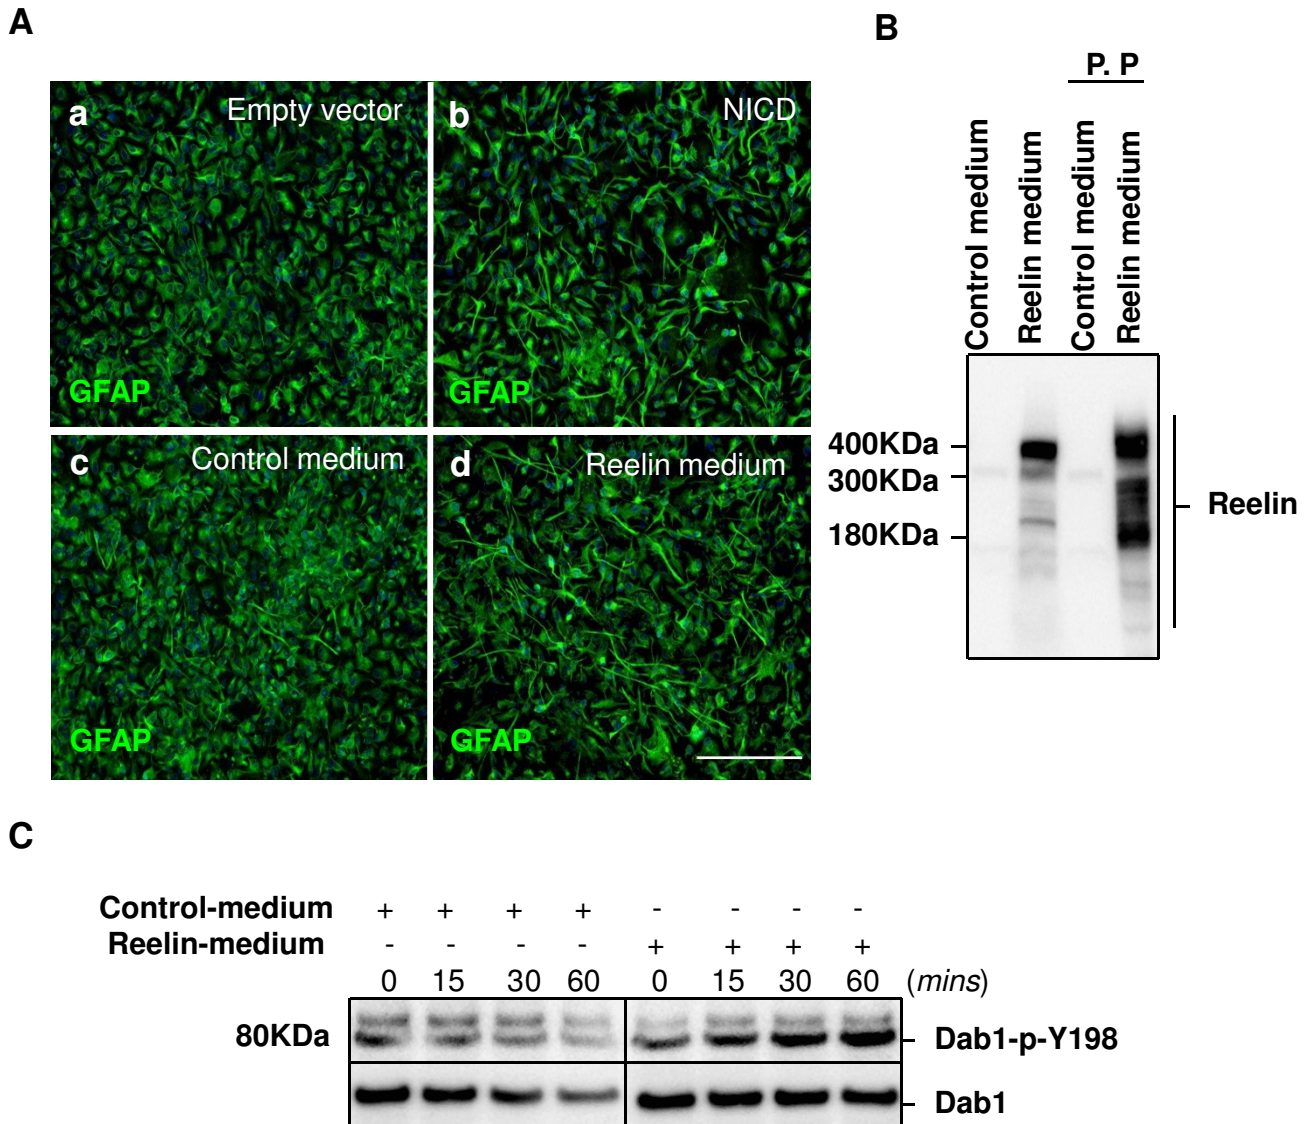 A
B
P. P
a
Empty vector
b
NICD
GFAP
GFAP
c
Control medium
d
Reelin medium
GFAP
GFAP
Control medium
Reelin medium
Control medium
Reelin medium
400KDa
300KDa
180KDa
Reelin
C
Control-medium + + + + - - - -
Reelin-medium - - - - + + + +
0 15 30 60 0 15 30 60 (mins)
80KDa
Dab1-p-Y198
Dab1